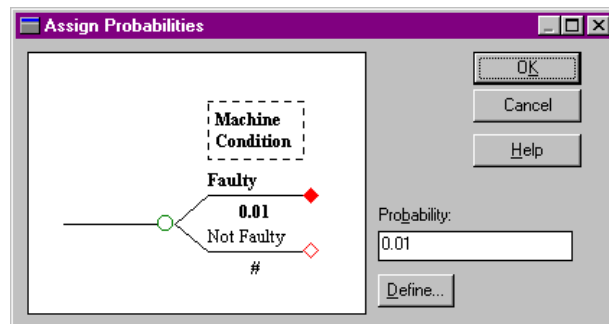 Assign Probabilities
Machine
Condition
Faulty
0.01
Not Faulty
#
OK
Cancel
Help
Probability:
0.01
Define...